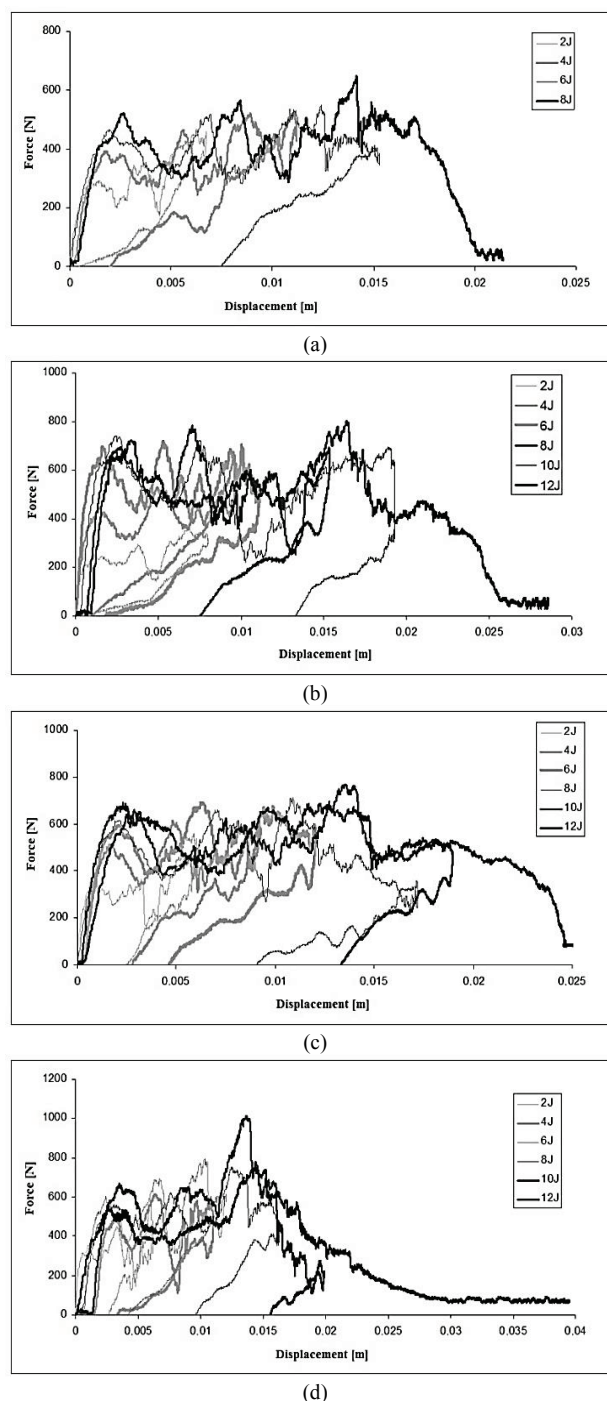 800
600
400
200
0
Force [N]
2J
4J
6J
8J
0
0.005
0.01
0.015
0.02
0.025
Displacement [m]
(a)
1000
800
600
400
200
0
Force [N]
2J
4J
6J
8J
10J
12J
0
0.005
0.01
0.015
0.02
0.025
0.03
Displacement [m]
(b)
1000
800
600
400
200
0
Force [N]
2J
4J
6J
8J
10J
12J
0
0.005
0.01
0.015
0.02
0.025
Displacement [m]
(c)
1200
1000
800
600
400
200
0
Force [N]
2J
4J
6J
8J
10J
12J
0
0.005
0.01
0.015
0.02
0.025
0.03
0.035
0.04
Displacement [m]
(d)